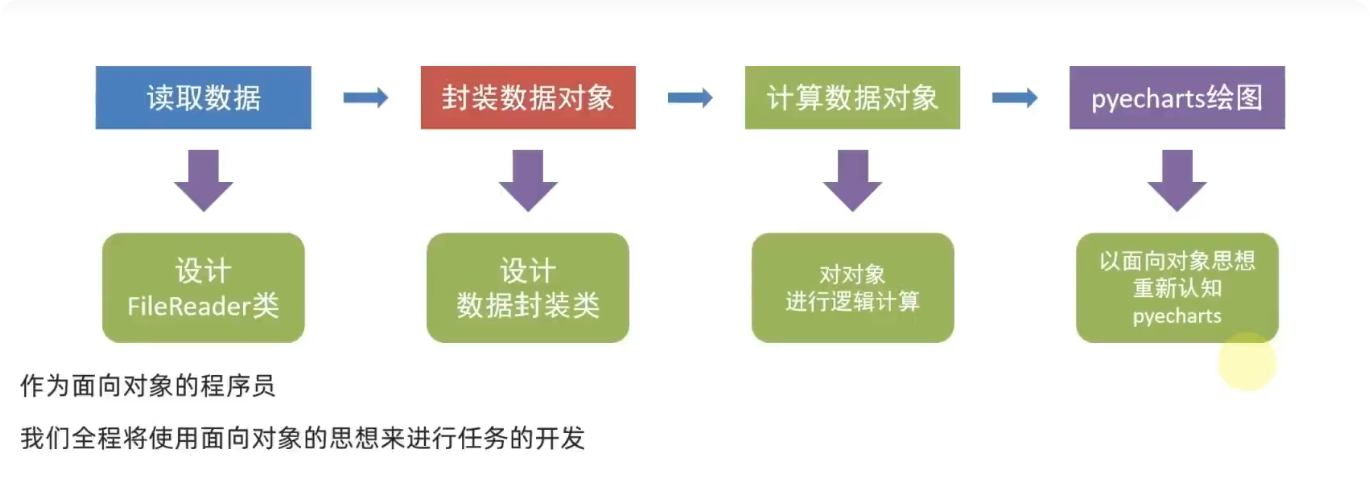 读取数据
封装数据对象
计算数据对象
pyecharts绘图
设计
FileReader类
设计
数据封装类
对对象
进行逻辑计算
以面向对象思想
重新认知
pyecharts
作为面向对象的程序员
我们全程将使用面向对象的思想来进行任务的开发